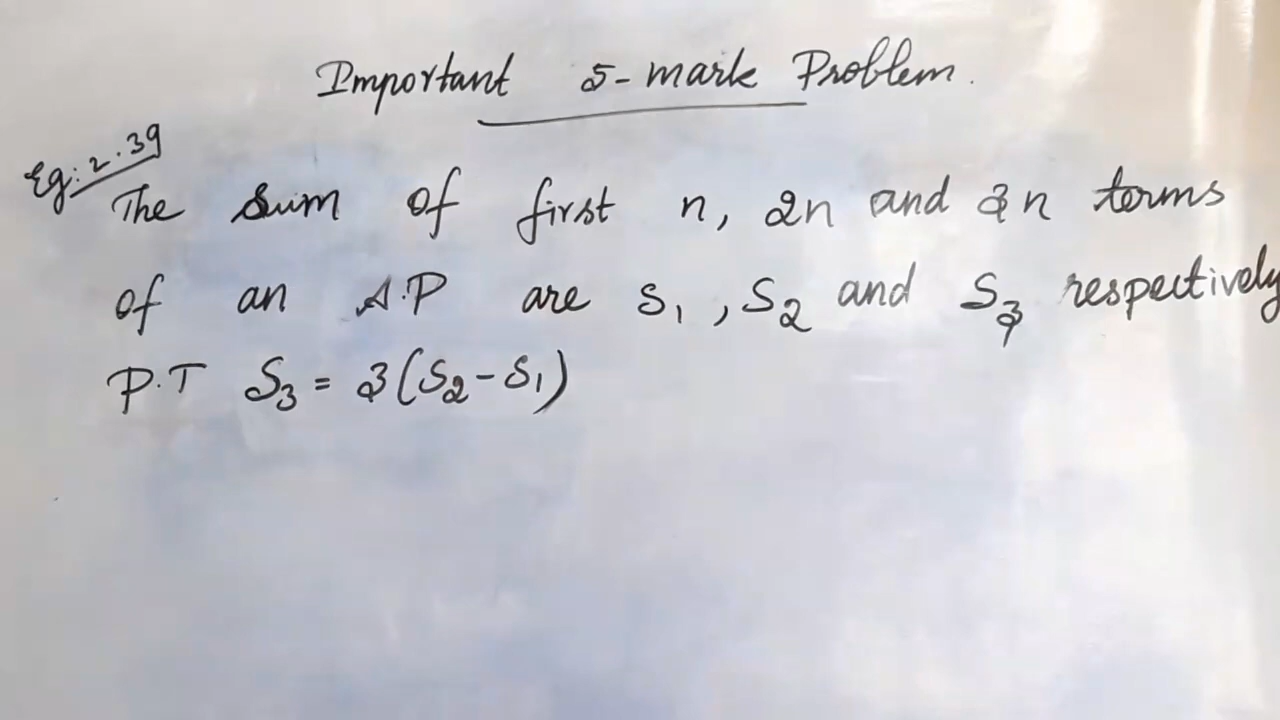 Important 5-mark Problem.
Eg: 2.39
The sum of first n, 2n and 3n terms
of an A.P are S₁, S₂ and S₃ respectively
P.T S₃ = 3(S₂-S₁)